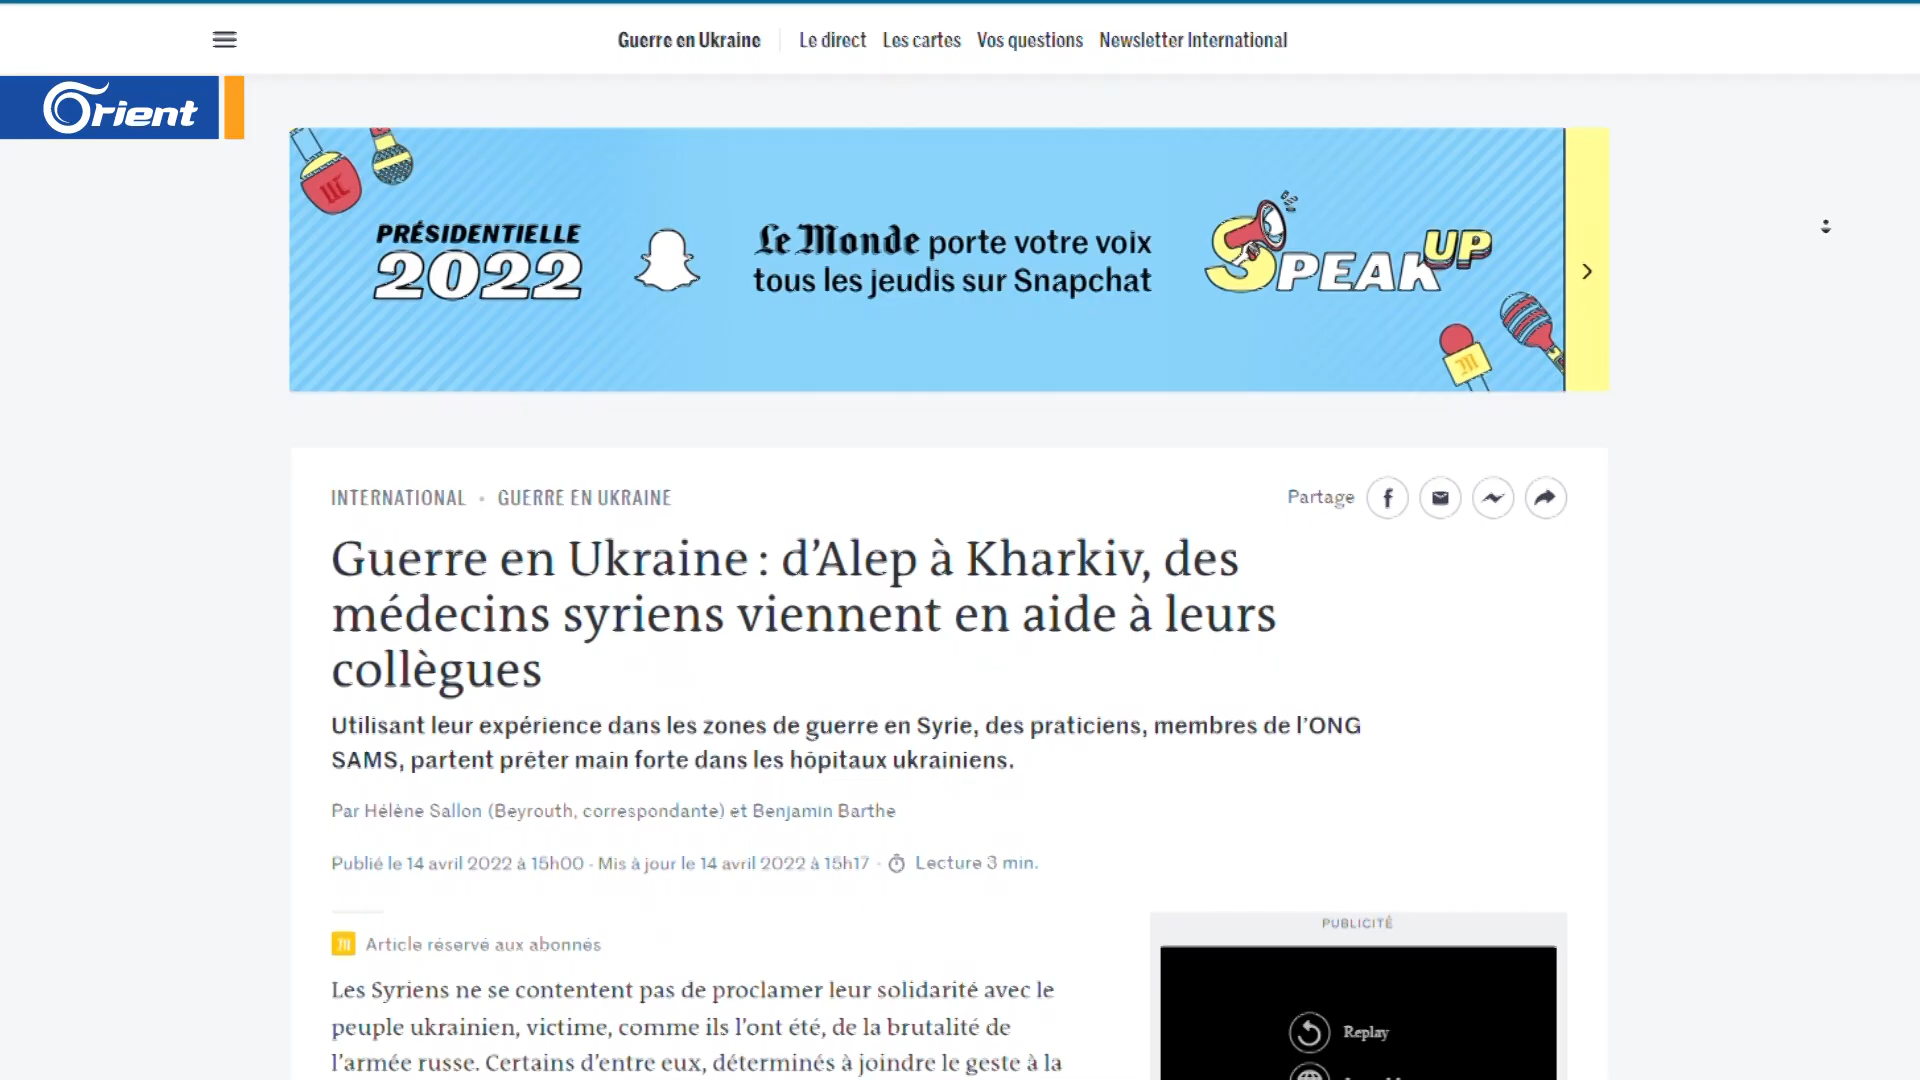 Guerre en Ukraine Le direct Les cartes Vos questions Newsletter International
Orient
PRÉSIDENTIELLE
2022
Le Monde porte votre voix
tous les jeudis sur Snapchat
SPEAK UP
INTERNATIONAL • GUERRE EN UKRAINE
Partage
Guerre en Ukraine : d’Alep à Kharkiv, des
médecins syriens viennent en aide à leurs
collègues
Utilisant leur expérience dans les zones de guerre en Syrie, des praticiens, membres de l’ONG
SAMS, partent prêter main forte dans les hôpitaux ukrainiens.
Par Hélène Sallon (Beyrouth, correspondante) et Benjamin Barthe
Publié le 14 avril 2022 à 15h00 - Mis à jour le 14 avril 2022 à 15h17 · Lecture 3 min.
PUBLICITÉ
Article réservé aux abonnés
Les Syriens ne se contentent pas de proclamer leur solidarité avec le
peuple ukrainien, victime, comme ils l’ont été, de la brutalité de
l’armée russe. Certains d’entre eux, déterminés à joindre le geste à la
Replay